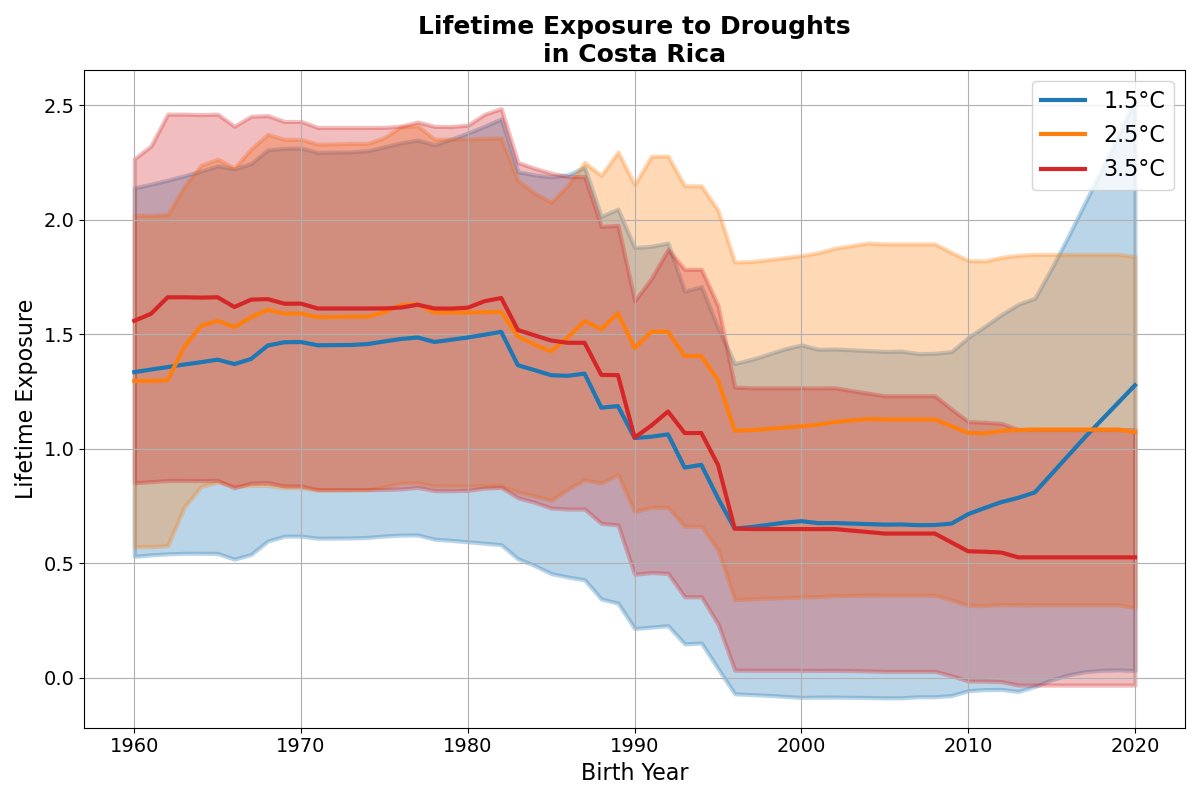 Lifetime Exposure to Droughts
in Costa Rica
1.5°C
2.5°C
3.5°C
Lifetime Exposure
2.5
2.0
1.5
1.0
0.5
0.0
1960 1970 1980 1990 2000 2010 2020
Birth Year